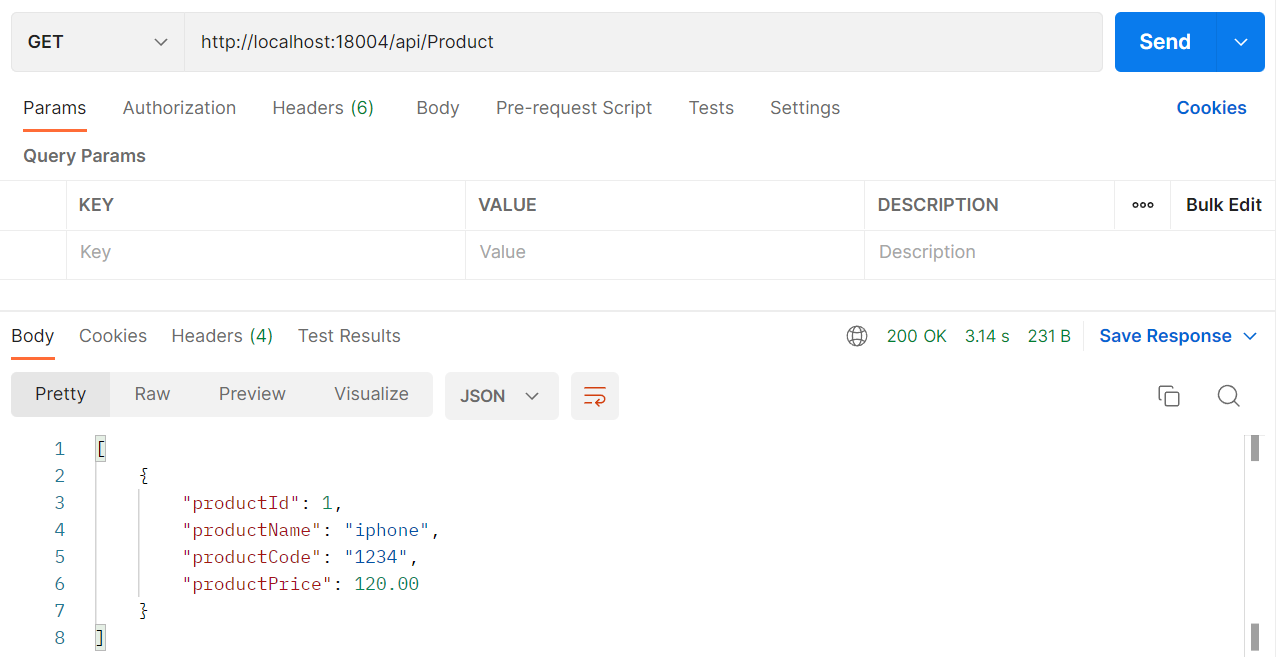 GET http://localhost:18004/api/Product Send
Params Authorization Headers (6) Body Pre-request Script Tests Settings Cookies
Query Params
KEY VALUE DESCRIPTION Bulk Edit
Key Value Description
Body Cookies Headers (4) Test Results 200 OK 3.14 s 231 B Save Response
Pretty Raw Preview Visualize JSON
1 [
2 {
3 "productId": 1,
4 "productName": "iphone",
5 "productCode": "1234",
6 "productPrice": 120.00
7 }
8 ]